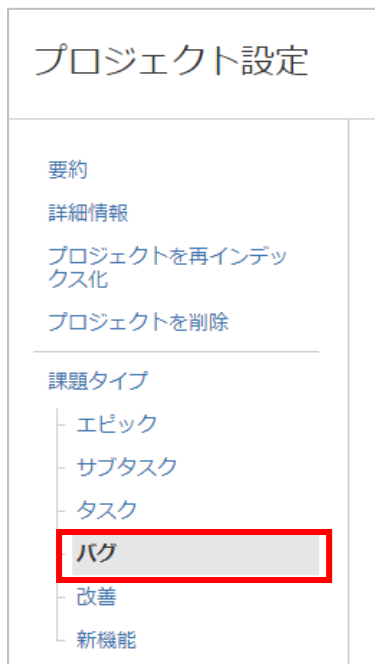 プロジェクト設定
要約
詳細情報
プロジェクトを再インデッ
クス化
プロジェクトを削除
課題タイプ
エピック
サブタスク
タスク
バグ
改善
新機能